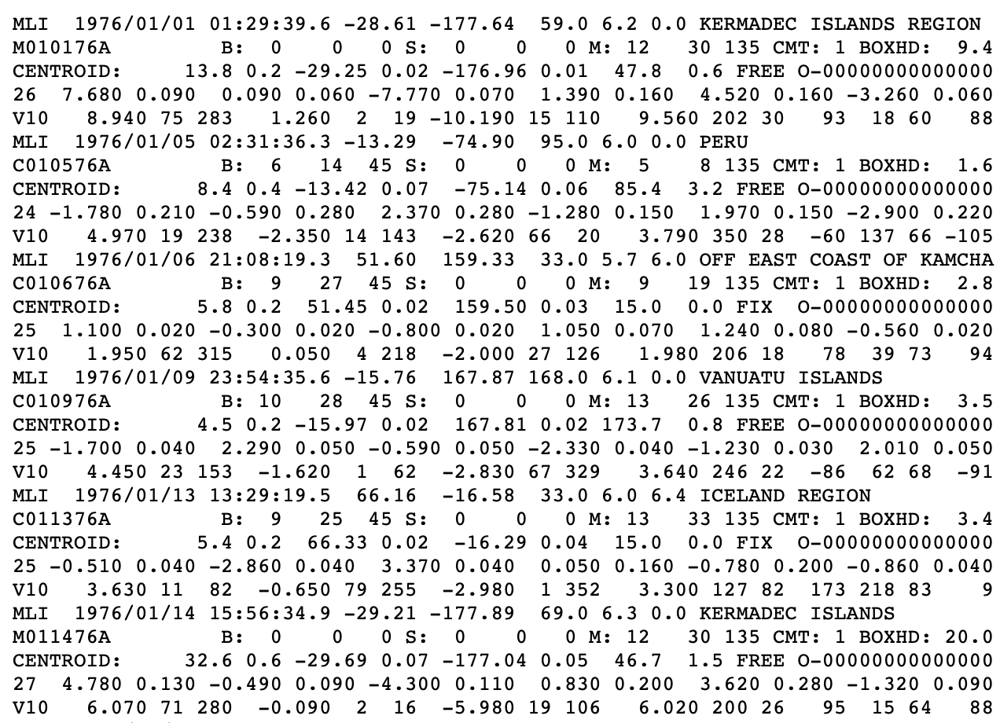 MLI  1976/01/01 01:29:39.6 -28.61 -177.64  59.0 6.2 0.0 KERMADEC ISLANDS REGION
M010176A         B:  0    0   0 S:  0    0   0 M: 12   30 135 CMT: 1 BOXHD:  9.4
CENTROID:     13.8 0.2 -29.25 0.02 -176.96 0.01  47.8  0.6 FREE O-00000000000000
26  7.680 0.090  0.090 0.060 -7.770 0.070  1.390 0.160  4.520 0.160 -3.260 0.060
V10   8.940 75 283   1.260  2  19 -10.190 15 110   9.560 202 30   93  18 60   88
MLI  1976/01/05 02:31:36.3 -13.29  -74.90  95.0 6.0 0.0 PERU
C010576A         B:  6   14  45 S:  0    0   0 M:  5    8 135 CMT: 1 BOXHD:  1.6
CENTROID:      8.4 0.4 -13.42 0.07  -75.14 0.06  85.4  3.2 FREE O-00000000000000
24 -1.780 0.210 -0.590 0.280  2.370 0.280 -1.280 0.150  1.970 0.150 -2.900 0.220
V10   4.970 19 238  -2.350 14 143  -2.620 66  20   3.790 350 28  -60 137 66 -105
MLI  1976/01/06 21:08:19.3  51.60  159.33  33.0 5.7 6.0 OFF EAST COAST OF KAMCHA
C010676A         B:  9   27  45 S:  0    0   0 M:  9   19 135 CMT: 1 BOXHD:  2.8
CENTROID:      5.8 0.2  51.45 0.02  159.50 0.03  15.0  0.0 FIX  O-00000000000000
25  1.100 0.020 -0.300 0.020 -0.800 0.020  1.050 0.070  1.240 0.080 -0.560 0.020
V10   1.950 62 315   0.050  4 218  -2.000 27 126   1.980 206 18   78  39 73   94
MLI  1976/01/09 23:54:35.6 -15.76  167.87 168.0 6.1 0.0 VANUATU ISLANDS
C010976A         B: 10   28  45 S:  0    0   0 M: 13   26 135 CMT: 1 BOXHD:  3.5
CENTROID:      4.5 0.2 -15.97 0.02  167.81 0.02 173.7  0.8 FREE O-00000000000000
25 -1.700 0.040  2.290 0.050 -0.590 0.050 -2.330 0.040 -1.230 0.030  2.010 0.050
V10   4.450 23 153  -1.620  1  62  -2.830 67 329   3.640 246 22  -86  62 68  -91
MLI  1976/01/13 13:29:19.5  66.16  -16.58  33.0 6.0 6.4 ICELAND REGION
C011376A         B:  9   25  45 S:  0    0   0 M: 13   33 135 CMT: 1 BOXHD:  3.4
CENTROID:      5.4 0.2  66.33 0.02  -16.29 0.04  15.0  0.0 FIX  O-00000000000000
25 -0.510 0.040 -2.860 0.040  3.370 0.040  0.050 0.160 -0.780 0.200 -0.860 0.040
V10   3.630 11  82  -0.650 79 255  -2.980  1 352   3.300 127 82  173 218 83    9
MLI  1976/01/14 15:56:34.9 -29.21 -177.89  69.0 6.3 0.0 KERMADEC ISLANDS
M011476A         B:  0    0   0 S:  0    0   0 M: 12   30 135 CMT: 1 BOXHD: 20.0
CENTROID:     32.6 0.6 -29.69 0.07 -177.04 0.05  46.7  1.5 FREE O-00000000000000
27  4.780 0.130 -0.490 0.090 -4.300 0.110  0.830 0.200  3.620 0.280 -1.320 0.090
V10   6.070 71 280  -0.090  2  16  -5.980 19 106   6.020 200 26   95  15 64   88